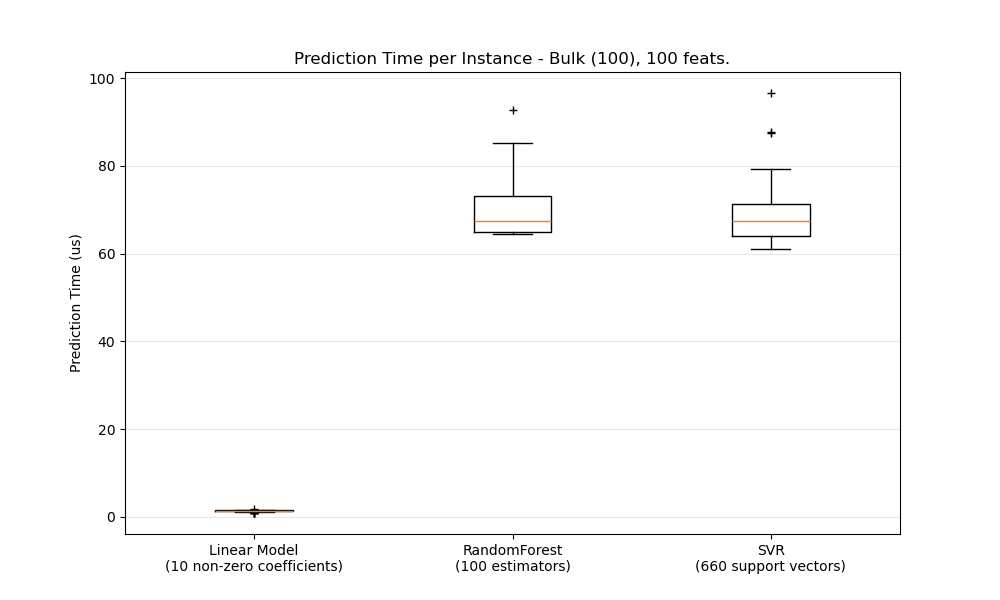 Prediction Time per Instance - Bulk (100), 100 feats.
Prediction Time (us)
100
80
60
40
20
0
Linear Model
(10 non-zero coefficients)
RandomForest
(100 estimators)
SVR
(660 support vectors)